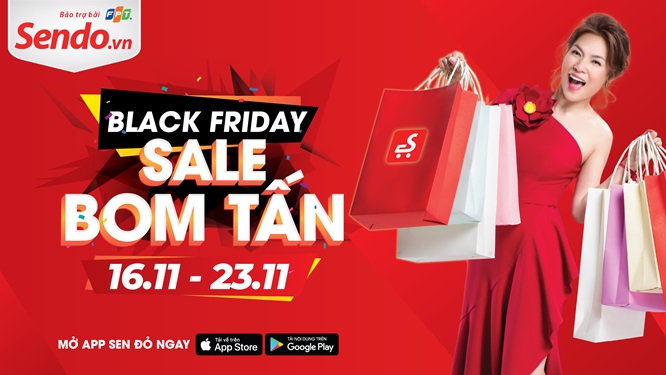 Bảo trợ bởi FPT
Sendo.vn
BLACK FRIDAY
SALE
BOM TẤN
16.11 - 23.11
MỞ APP SEN ĐỎ NGAY
Tải về trên
App Store
TẢI NỘI DUNG TRÊN
Google Play